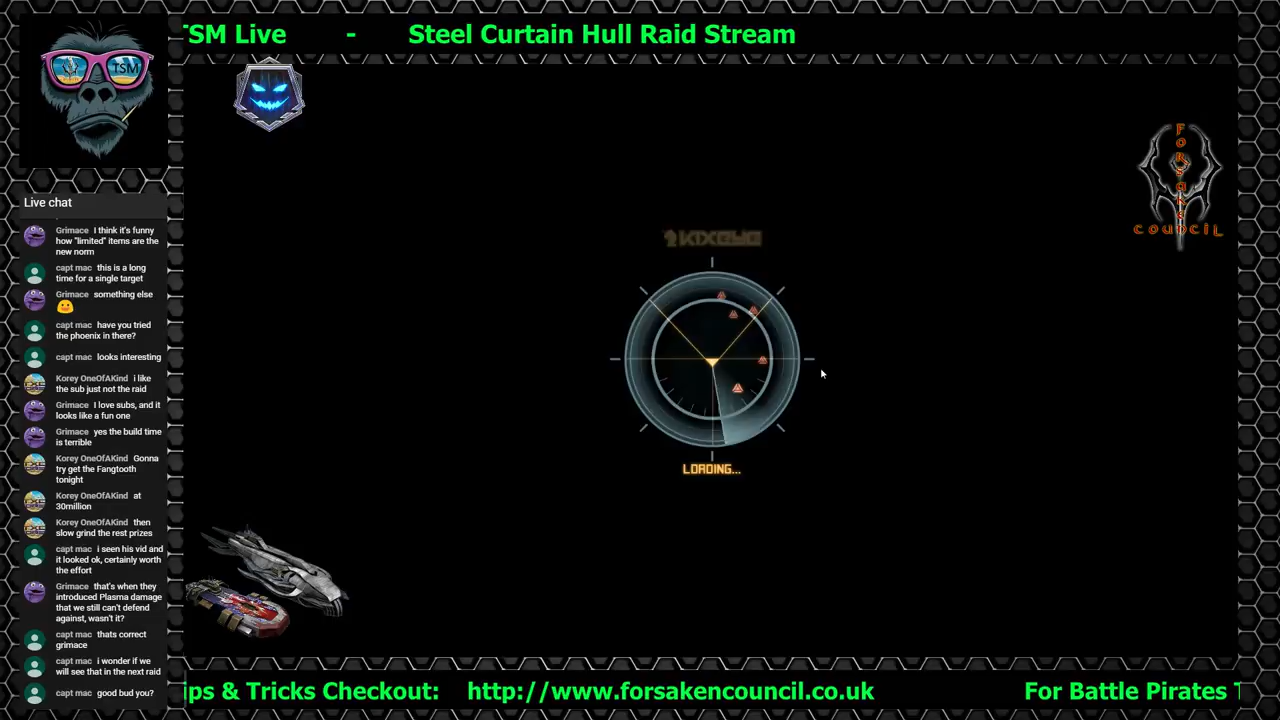 TSM Live - Steel Curtain Hull Raid Stream
TSM
Live chat
Grimace I think it's funny
how "limited" items are the
new norm
capt mac this is a long
time for a single target
Grimace something else
capt mac have you tried
the phoenix in there?
capt mac looks interesting
Korey OneOfAKind i like
the sub just not the raid
Grimace I love subs, and it
looks like a fun one
Grimace yes the build time
is terrible
Korey OneOfAKind Gonna
try get the Fangtooth
tonight
Korey OneOfAKind at
30million
Korey OneOfAKind then
slow grind the rest prizes
capt mac i seen his vid and
it looked ok, certainly worth
the effort
Grimace that's when they
introduced Plasma damage
that we still can't defend
against, wasn't it?
capt mac thats correct
grimace
capt mac i wonder if we
will see that in the next raid
capt mac good bud you?
KIXEYE
LOADING...
Forsaken
council
ips & Tricks Checkout: http://www.forsakencouncil.co.uk For Battle Pirates T